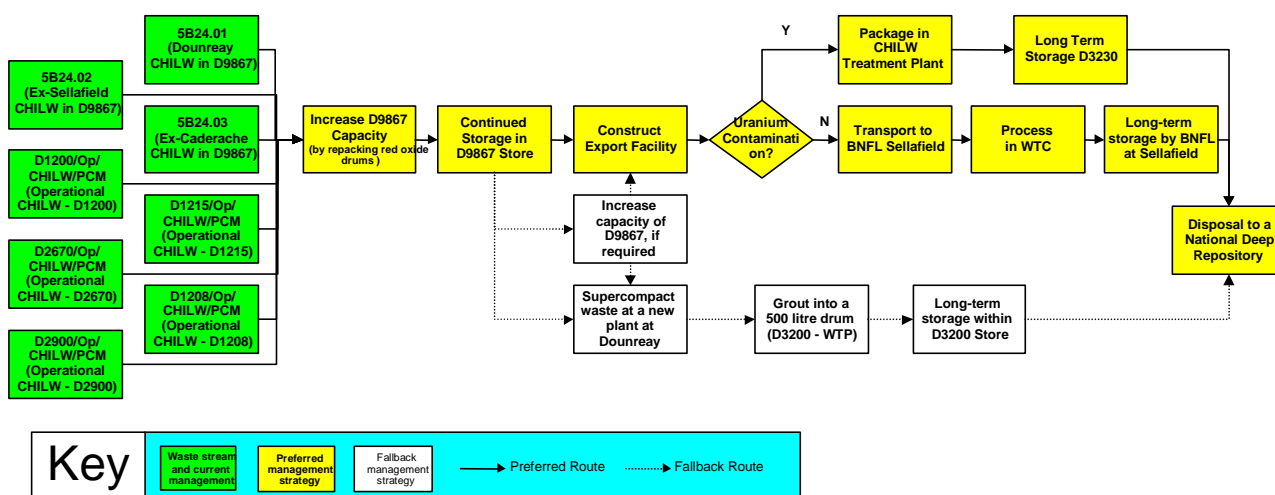 5B24.01
(Dounreay
CHILW in D9867)
5B24.02
(Ex-Sellafield
CHILW in D9867)
5B24.03
(Ex-Caderache
CHILW in D9867)
D1200/Op/
CHILW/PCM
(Operational
CHILW - D1200)
D1215/Op/
CHILW/PCM
(Operational
CHILW - D1215)
D2670/Op/
CHILW/PCM
(Operational
CHILW - D2670)
D1208/Op/
CHILW/PCM
(Operational
CHILW - D1208)
D2900/Op/
CHILW/PCM
(Operational
CHILW - D2900)
Increase D9867
Capacity
(by repacking red oxide
drums )
Continued
Storage in
D9867 Store
Construct
Export Facility
Uranium
Contaminati
on?
Y
Package in
CHILW
Treatment Plant
Long Term
Storage D3230
N
Transport to
BNFL Sellafield
Process
in WTC
Long-term
storage by BNFL
at Sellafield
Increase
capacity of
D9867, if
required
Supercompact
waste at a new
plant at
Dounreay
Grout into a
500 litre drum
(D3200 - WTP)
Long-term
storage within
D3200 Store
Disposal to a
National Deep
Repository
Key
Waste stream
and current
management
Preferred
management
strategy
Fallback
management
strategy
Preferred Route
Fallback Route